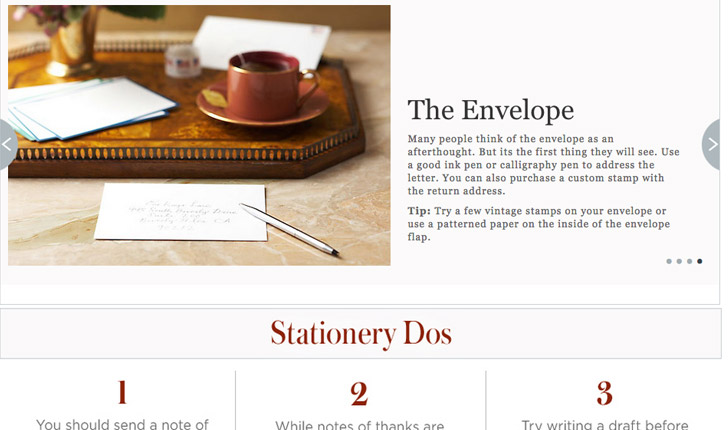 The Envelope
Many people think of the envelope as an
afterthought. But its the first thing they will see. Use
a good ink pen or calligraphy pen to address the
letter. You can also purchase a custom stamp with
the return address.
Tip: Try a few vintage stamps on your envelope or
use a patterned paper on the inside of the envelope
flap.
Stationery Dos
1
You should send a note of
2
While notes of thanks are
3
Try writing a draft before